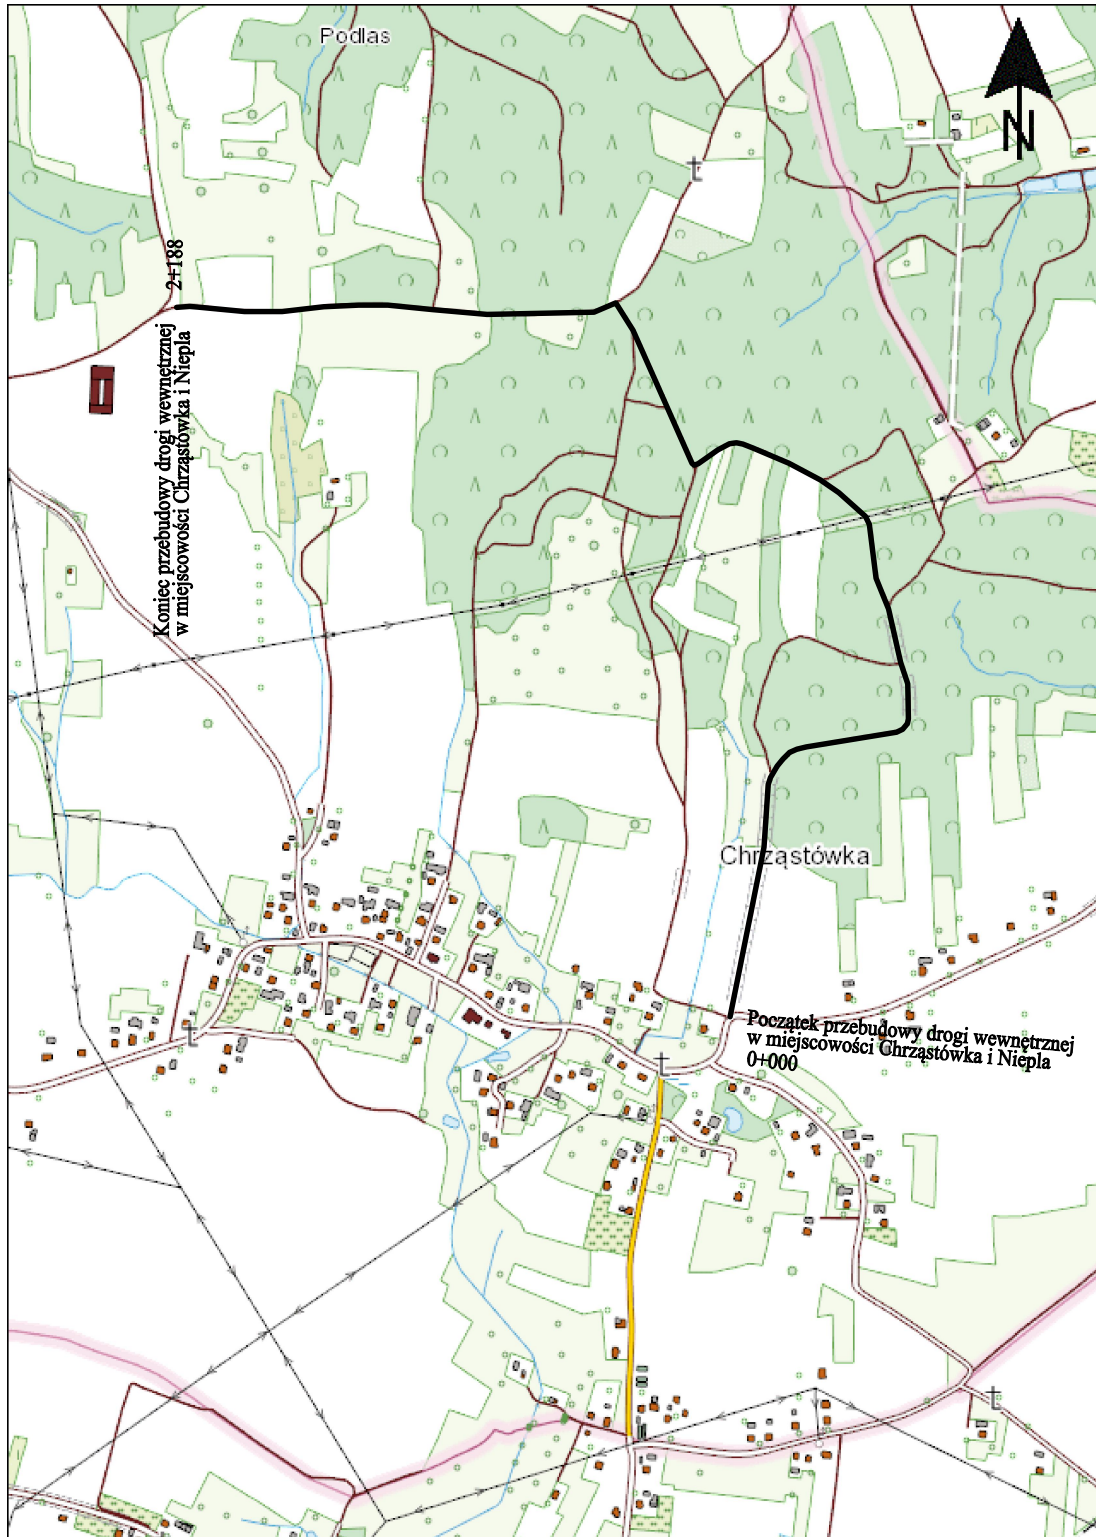 Podlas
N
2+188
Koniec przebudowy drogi wewnętrznej
w miejscowości Chrząstówka i Niepla
Chrząstówka
Początek przebudowy drogi wewnętrznej
w miejscowości Chrząstówka i Niepla
0+000